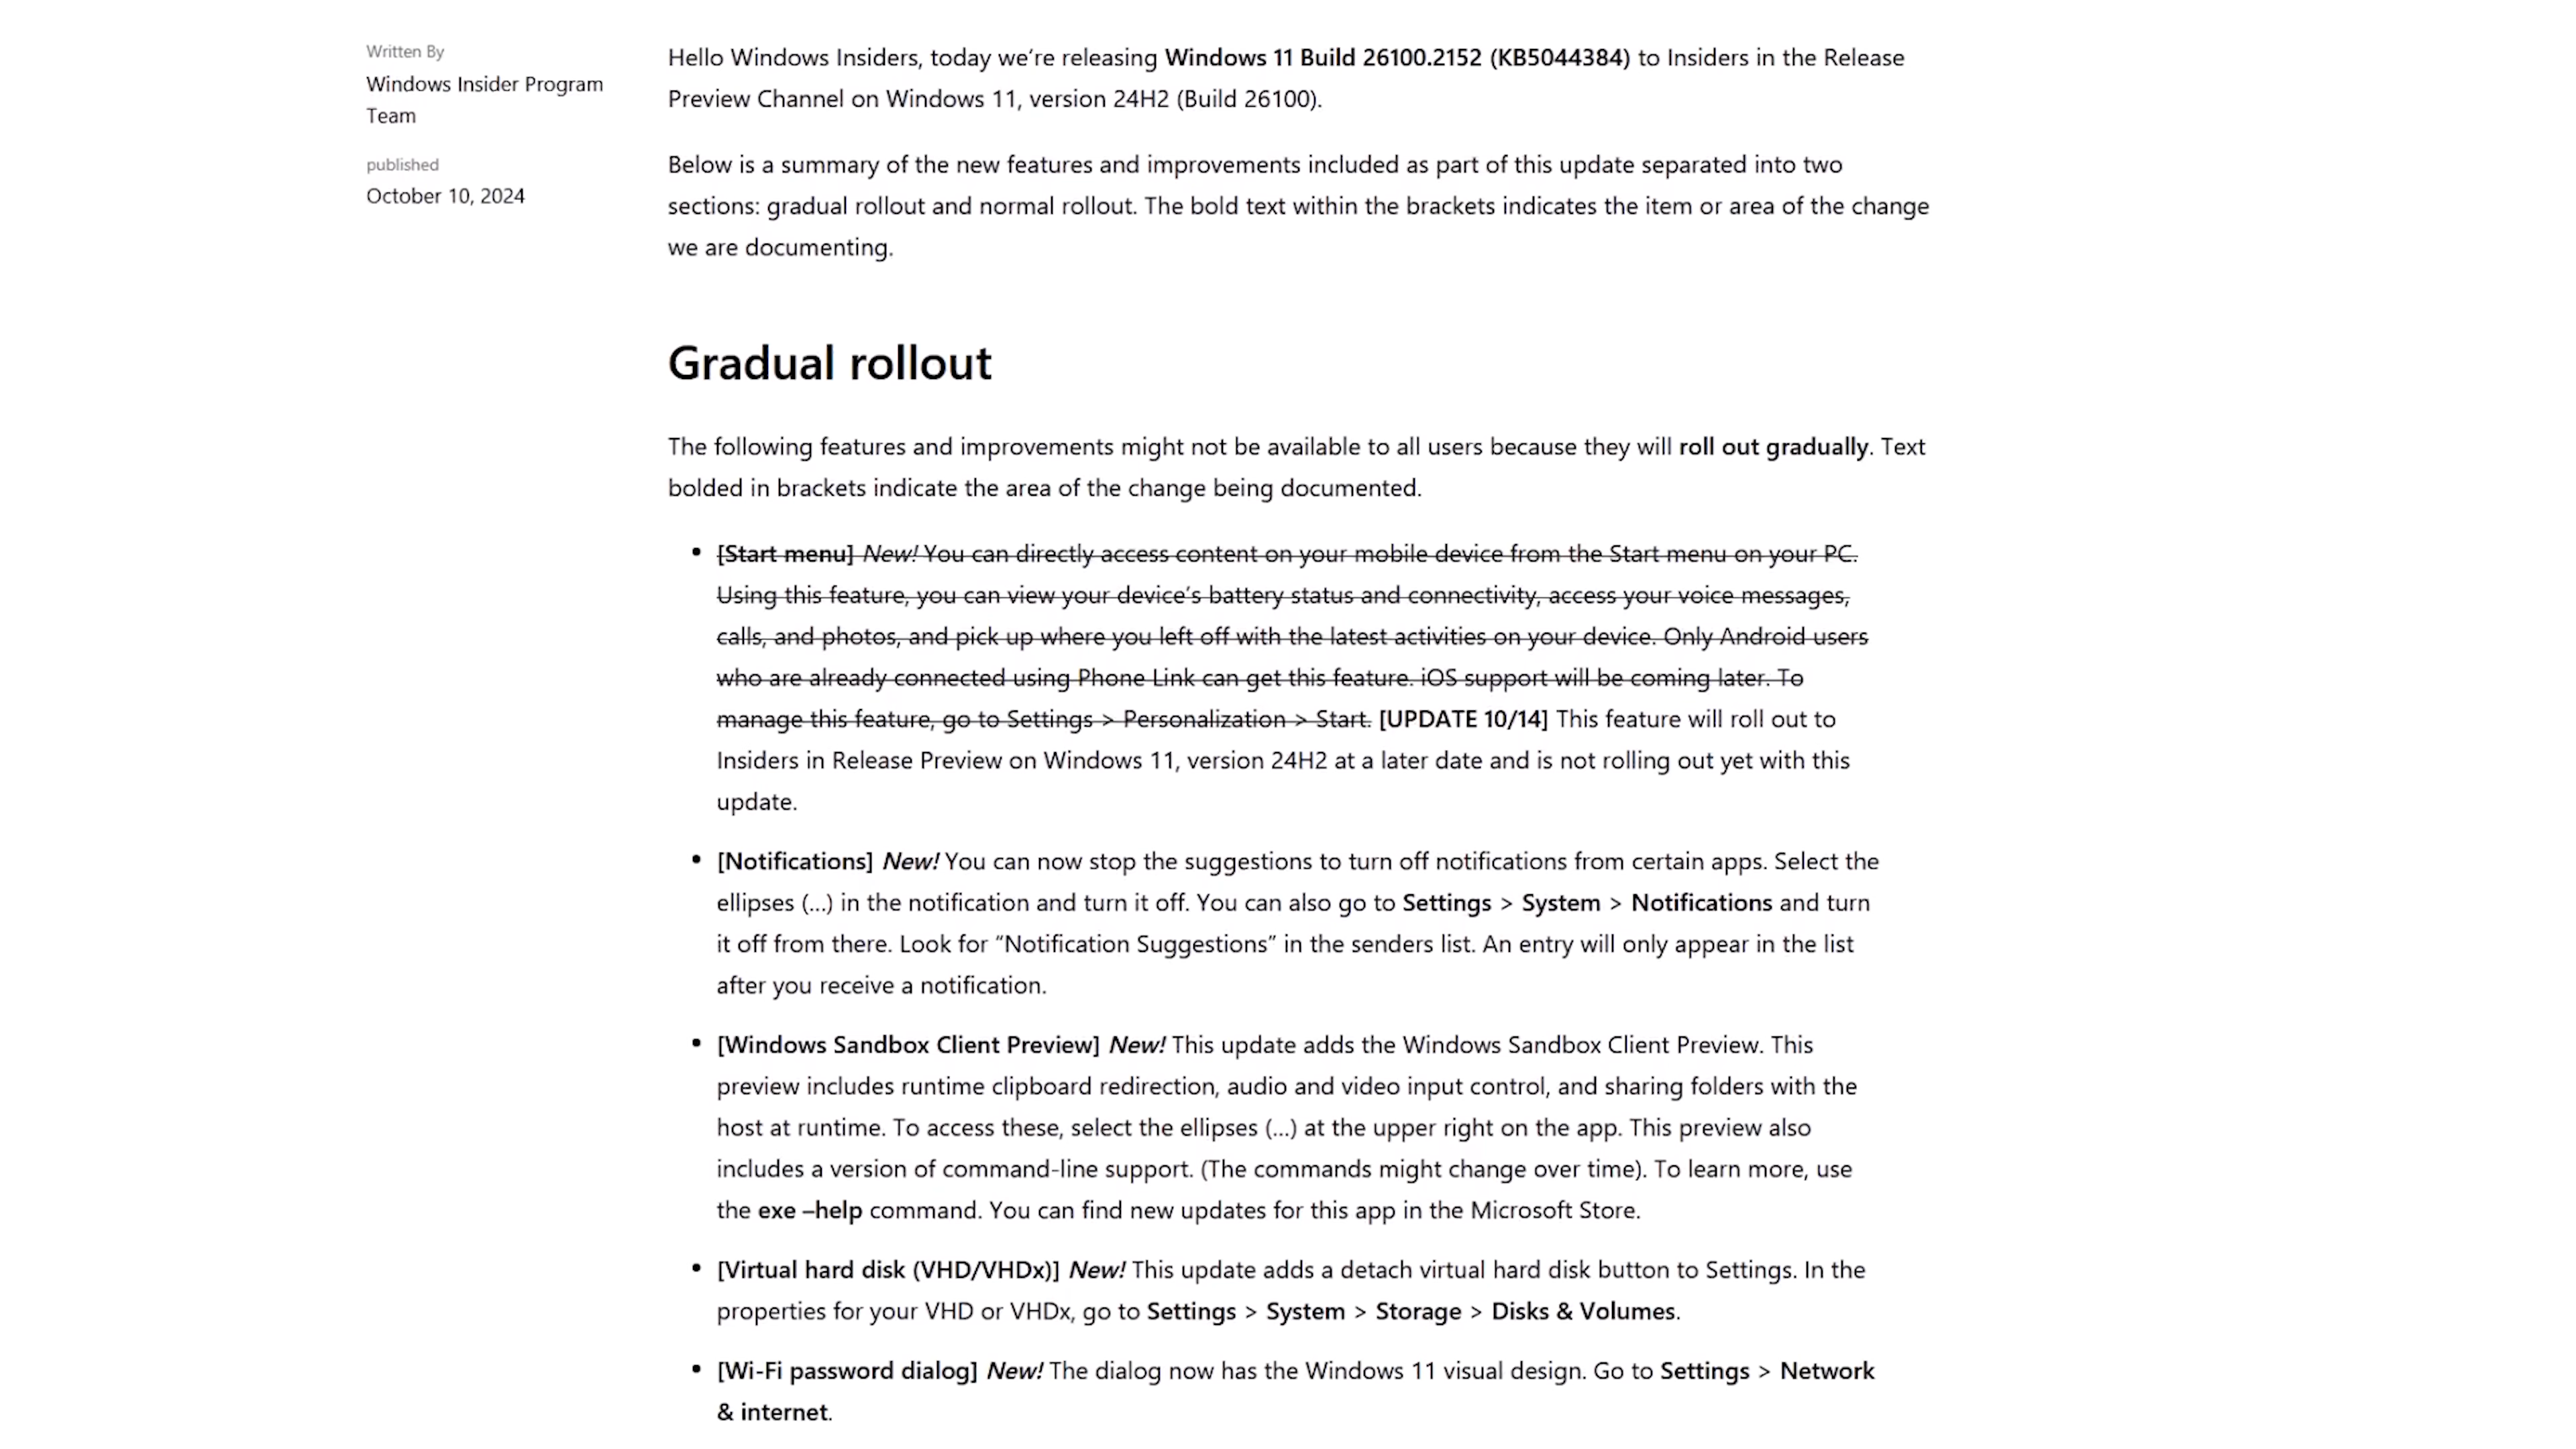 Written By
Windows Insider Program
Team
published
October 10, 2024
Hello Windows Insiders, today we're releasing Windows 11 Build 26100.2152 (KB5044384) to Insiders in the Release
Preview Channel on Windows 11, version 24H2 (Build 26100).
Below is a summary of the new features and improvements included as part of this update separated into two
sections: gradual rollout and normal rollout. The bold text within the brackets indicates the item or area of the change
we are documenting.
Gradual rollout
The following features and improvements might not be available to all users because they will roll out gradually. Text
bolded in brackets indicate the area of the change being documented.
• [Start menu] New! You can directly access content on your mobile device from the Start menu on your PC.
Using this feature, you can view your device's battery status and connectivity, access your voice messages,
calls, and photos, and pick up where you left off with the latest activities on your device. Only Android users
who are already connected using Phone Link can get this feature. iOS support will be coming later. To
manage this feature, go to Settings > Personalization > Start. [UPDATE 10/14] This feature will roll out to
Insiders in Release Preview on Windows 11, version 24H2 at a later date and is not rolling out yet with this
update.
• [Notifications] New! You can now stop the suggestions to turn off notifications from certain apps. Select the
ellipses (...) in the notification and turn it off. You can also go to Settings > System > Notifications and turn
it off from there. Look for “Notification Suggestions” in the senders list. An entry will only appear in the list
after you receive a notification.
• [Windows Sandbox Client Preview] New! This update adds the Windows Sandbox Client Preview. This
preview includes runtime clipboard redirection, audio and video input control, and sharing folders with the
host at runtime. To access these, select the ellipses (...) at the upper right on the app. This preview also
includes a version of command-line support. (The commands might change over time). To learn more, use
the exe –help command. You can find new updates for this app in the Microsoft Store.
• [Virtual hard disk (VHD/VHDx)] New! This update adds a detach virtual hard disk button to Settings. In the
properties for your VHD or VHDx, go to Settings > System > Storage > Disks & Volumes.
• [Wi-Fi password dialog] New! The dialog now has the Windows 11 visual design. Go to Settings > Network
& internet.